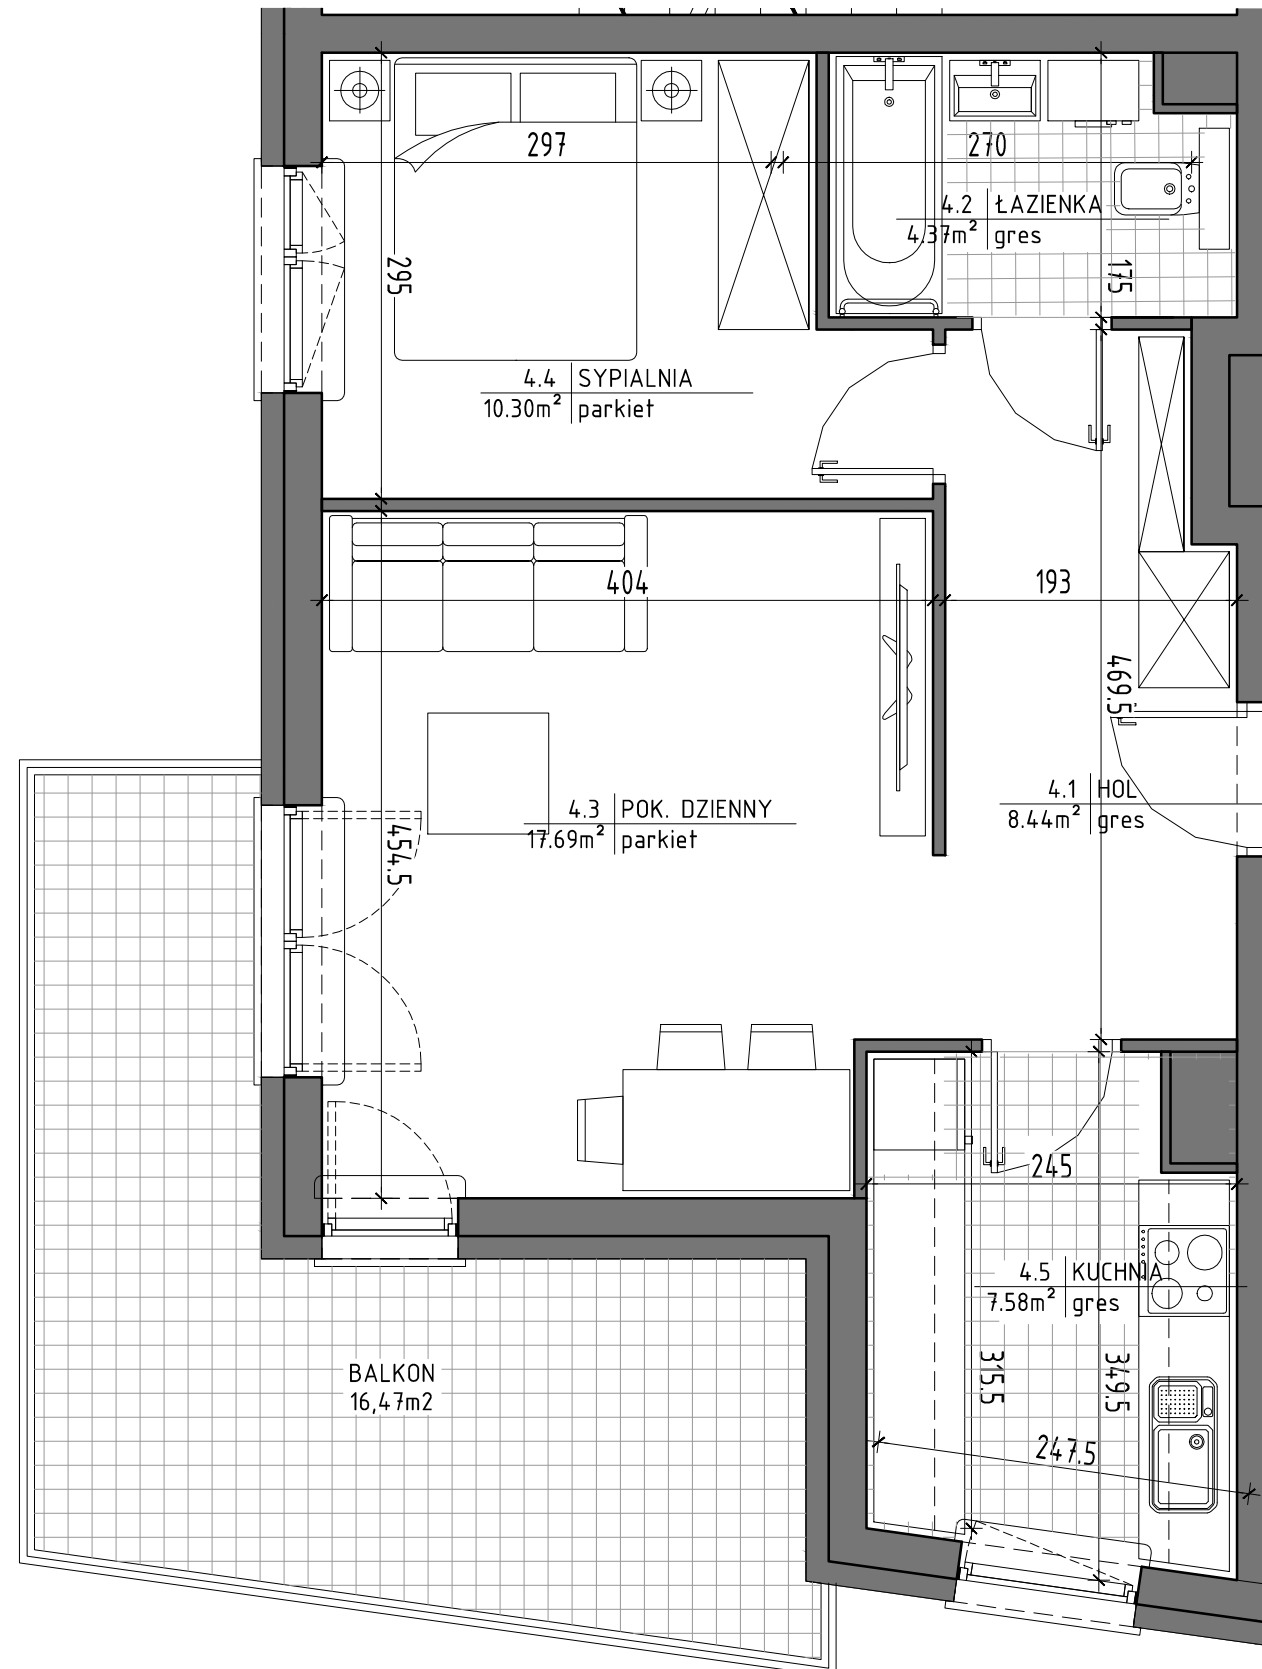 297
270
4.2 ŁAZIENKA
4.37m² gres
295
175
4.4 SYPIALNIA
10.30m² parkiet
404
193
469.5
4.1 HOL
8.44m² gres
4.3 POK. DZIENNY
17.69m² parkiet
454.5
245
4.5 KUCHNIA
7.58m² gres
315.5
349.5
BALKON
16,47m2
247.5